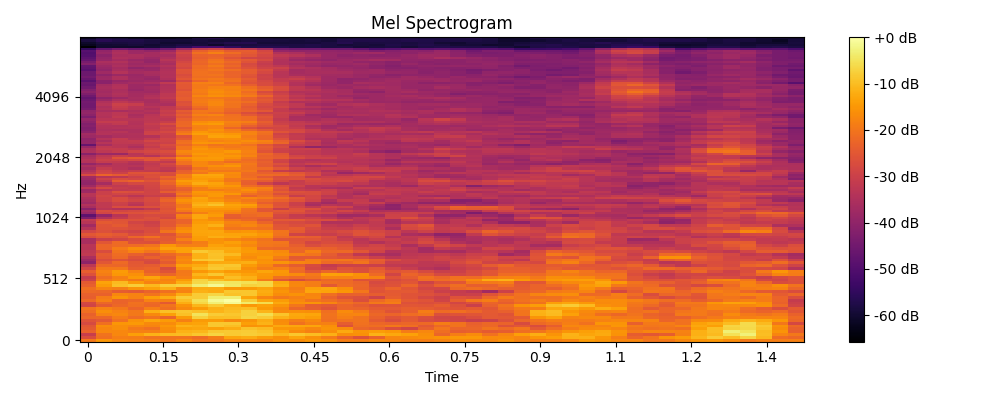 Mel Spectrogram
Hz
4096
2048
1024
512
0
0 0.15 0.3 0.45 0.6 0.75 0.9 1.1 1.2 1.4
Time
+0 dB
-10 dB
-20 dB
-30 dB
-40 dB
-50 dB
-60 dB